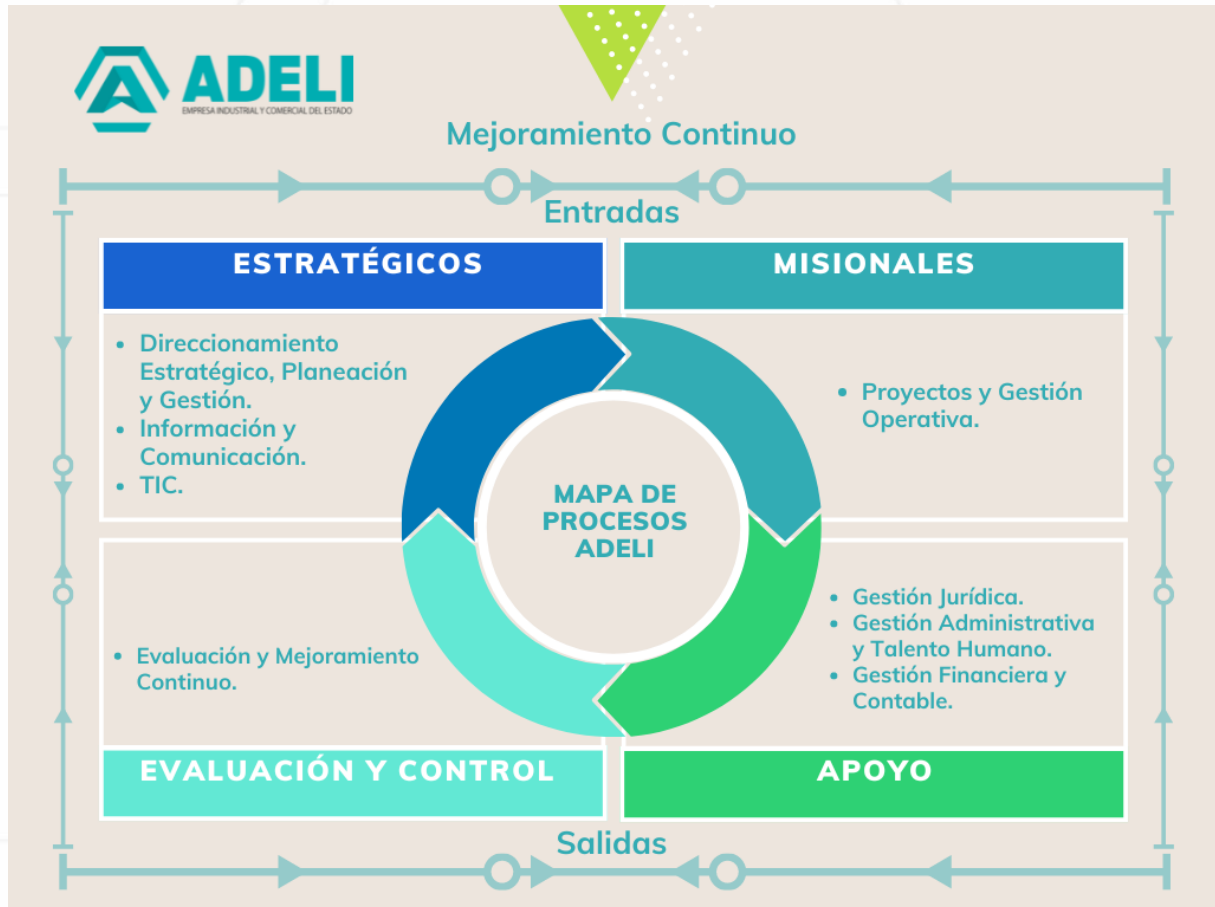 ADELI
EMPRESA INDUSTRIAL Y COMERCIAL DEL ESTADO
Mejoramiento Continuo
Entradas
ESTRATÉGICOS
• Direccionamiento
Estratégico, Planeación
y Gestión.
• Información y
Comunicación.
• TIC.
MISIONALES
• Proyectos y Gestión
Operativa.
MAPA DE
PROCESOS
ADELI
• Evaluación y Mejoramiento
Continuo.
EVALUACIÓN Y CONTROL
• Gestión Jurídica.
• Gestión Administrativa
y Talento Humano.
• Gestión Financiera y
Contable.
APOYO
Salidas